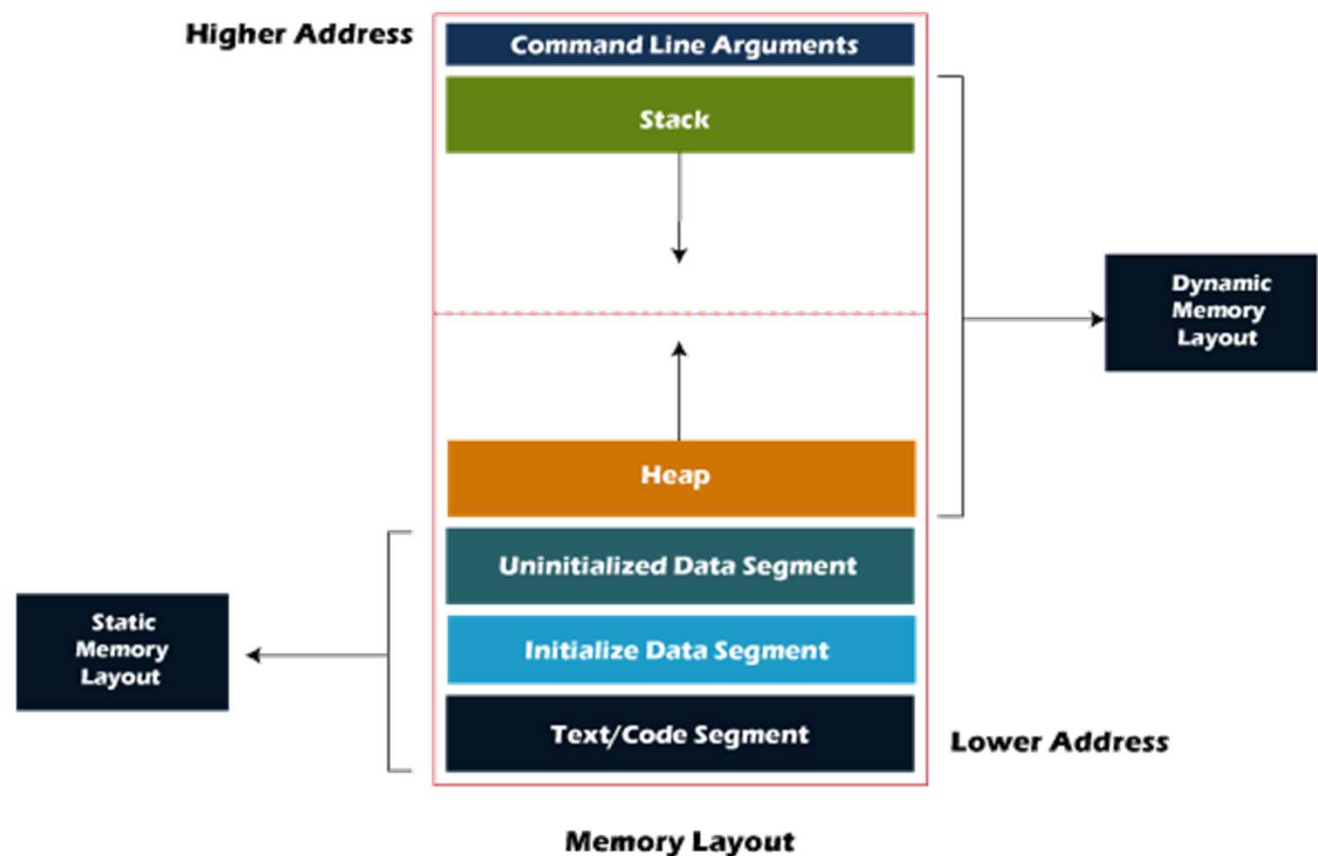 Higher Address
Command Line Arguments
Stack
Dynamic
Memory
Layout
Heap
Uninitialized Data Segment
Static
Memory
Layout
Initialize Data Segment
Text/Code Segment
Lower Address
Memory Layout